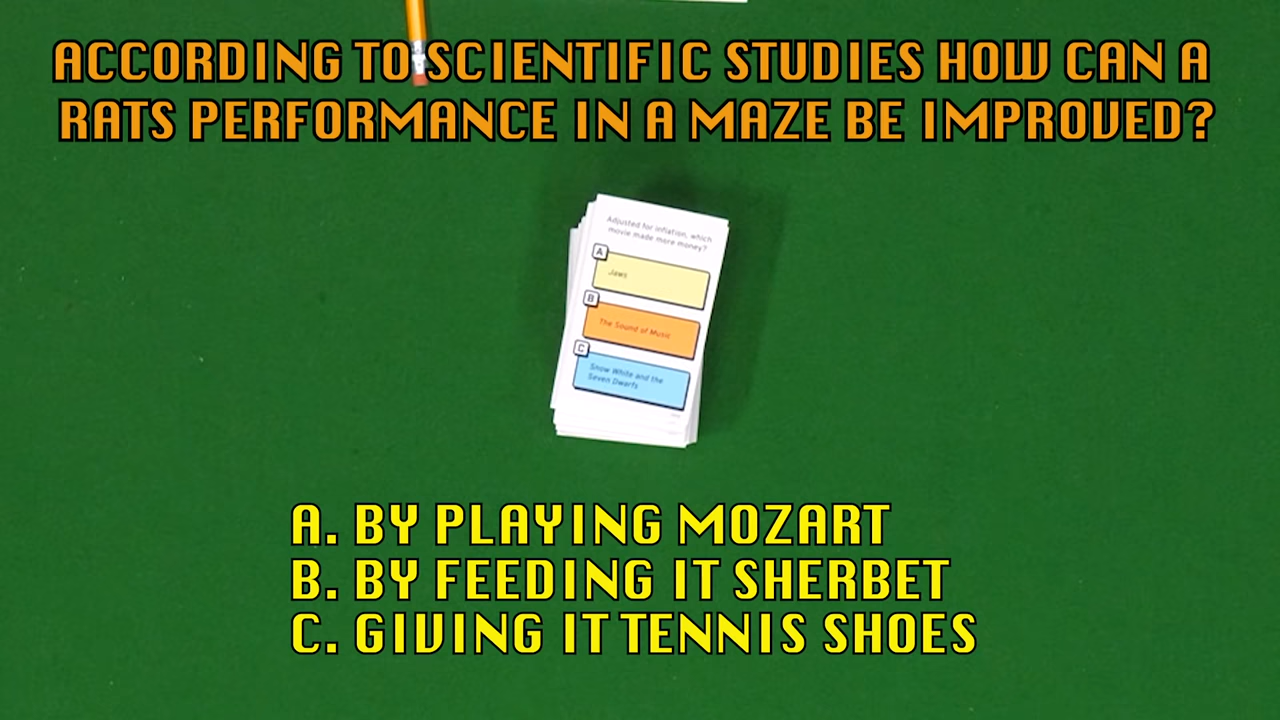 ACCORDING TO SCIENTIFIC STUDIES HOW CAN A
RATS PERFORMANCE IN A MAZE BE IMPROVED?
Adjusted for inflation, which
movie made more money?
A
Jaws
B
The Sound of Music
C
Snow White and the
Seven Dwarfs
A. BY PLAYING MOZART
B. BY FEEDING IT SHERBET
C. GIVING IT TENNIS SHOES